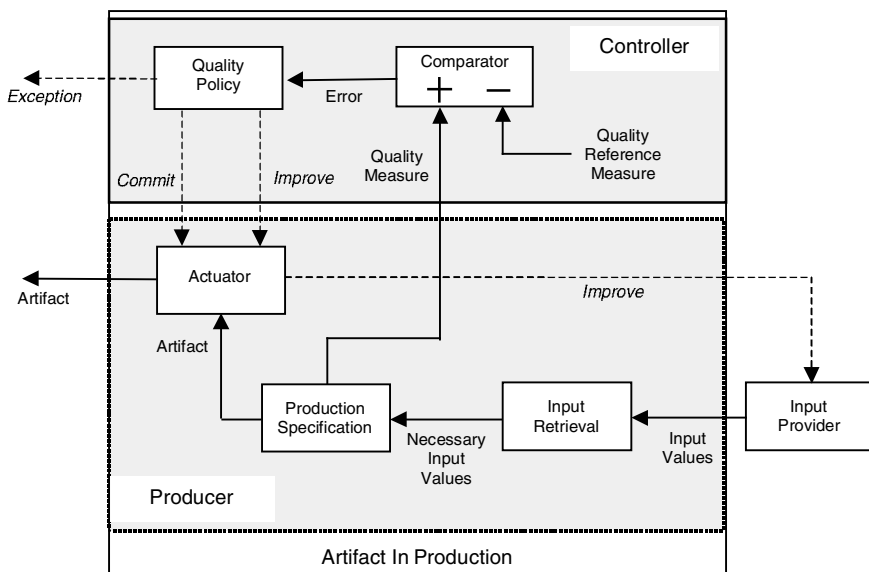 Controller
Quality
Policy
Comparator
+ −
Exception
Error
Quality
Measure
Quality
Reference
Measure
Commit
Improve
Actuator
Artifact
Improve
Artifact
Production
Specification
Input
Retrieval
Input
Provider
Necessary
Input
Values
Input
Values
Producer
Artifact In Production